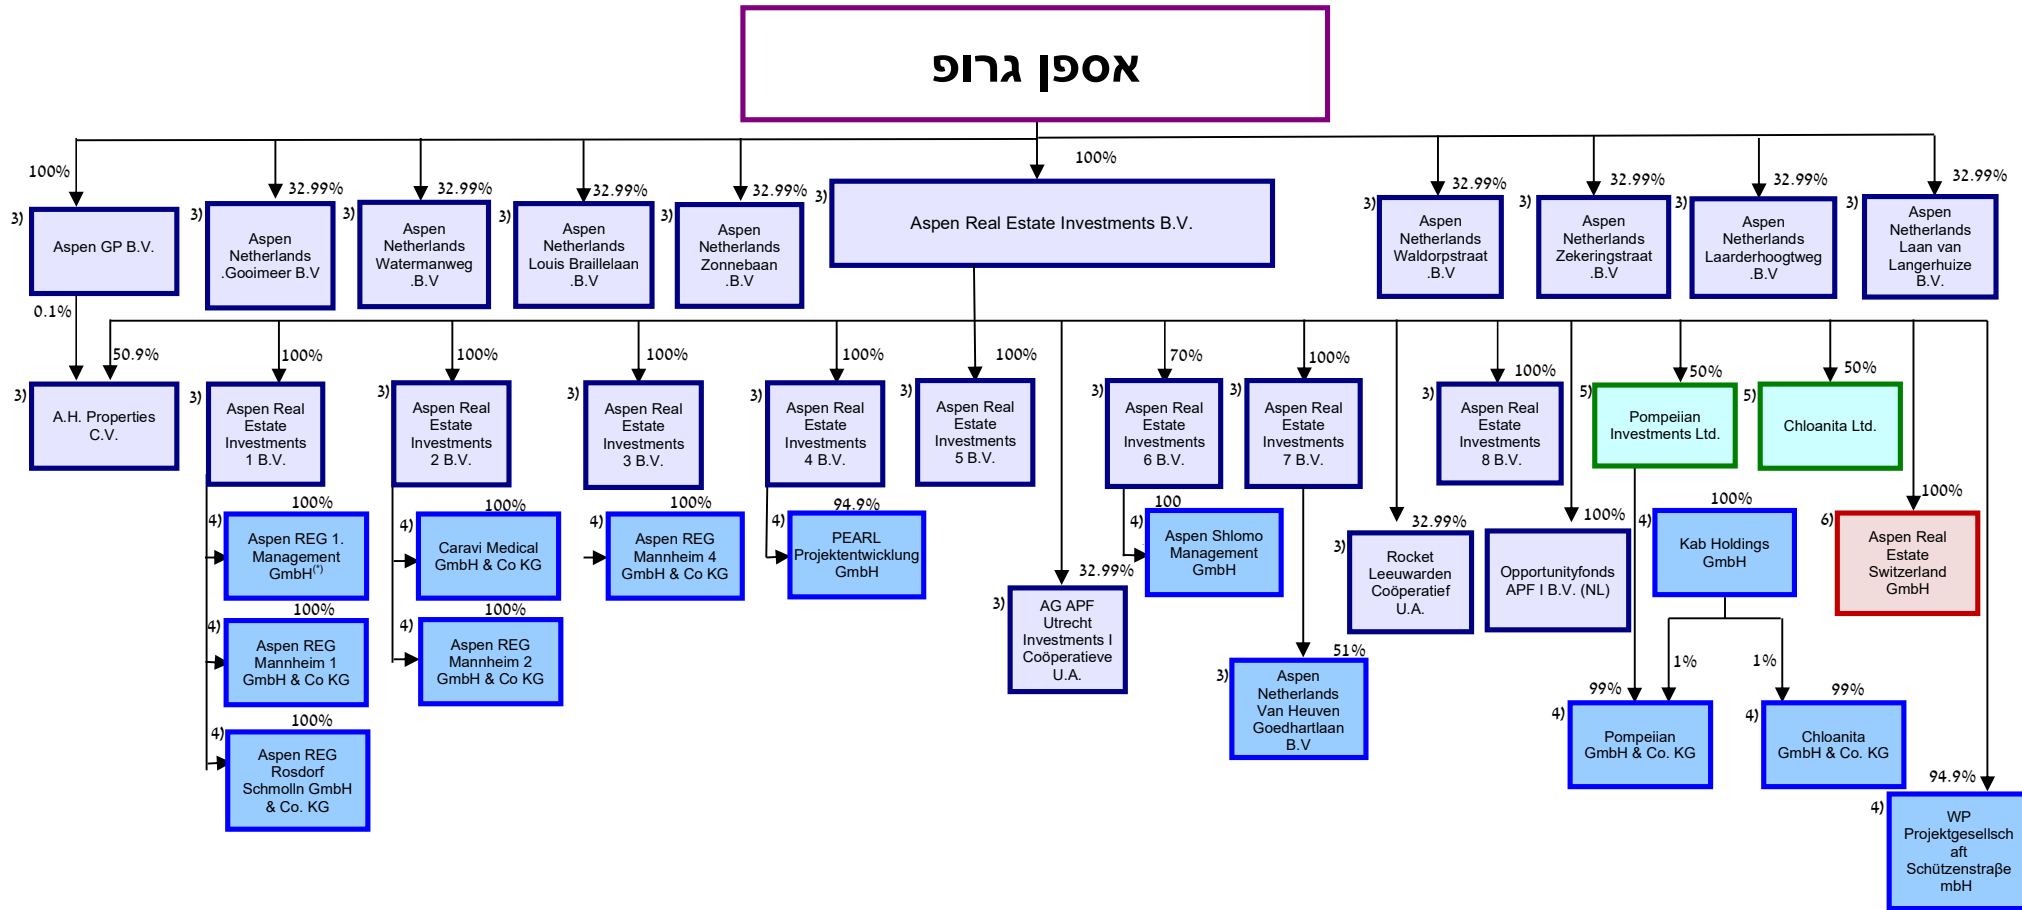 אספן גרופ
100%
3)
Aspen GP B.V.
32.99%
3)
Aspen
Netherlands
.Gooimeer B.V
32.99%
3)
Aspen
Netherlands
Watermanweg
.B.V
32.99%
3)
Aspen
Netherlands
Louis Braillelaan
.B.V
32.99%
3)
Aspen
Netherlands
Zonnebaan
.B.V
100%
3)
Aspen Real Estate Investments B.V.
32.99%
3)
Aspen
Netherlands
Waldorpstraat
.B.V
32.99%
3)
Aspen
Netherlands
Zekeringstraat
.B.V
32.99%
3)
Aspen
Netherlands
Laarderhoogtweg
.B.V
32.99%
3)
Aspen
Netherlands
Laan van
Langerhuize
B.V.
0.1%
50.9%
3)
A.H. Properties
C.V.
100%
3)
Aspen Real
Estate
Investments
1 B.V.
100%
3)
Aspen Real
Estate
Investments
2 B.V.
100%
3)
Aspen Real
Estate
Investments
3 B.V.
100%
3)
Aspen Real
Estate
Investments
4 B.V.
100%
3)
Aspen Real
Estate
Investments
5 B.V.
70%
3)
Aspen Real
Estate
Investments
6 B.V.
100%
3)
Aspen Real
Estate
Investments
7 B.V.
100%
3)
Aspen Real
Estate
Investments
8 B.V.
50%
5)
Pompeiian
Investments Ltd.
50%
5)
Chloanita Ltd.
100%
4)
Aspen REG 1.
Management
GmbH(*)
100%
4)
Caravi Medical
GmbH & Co KG
100%
4)
Aspen REG
Mannheim 4
GmbH & Co KG
94.9%
4)
PEARL
Projektentwicklung
GmbH
32.99%
3)
AG APF
Utrecht
Investments I
Coöperatieve
U.A.
100
4)
Aspen Shlomo
Management
GmbH
32.99%
3)
Rocket
Leeuwarden
Coöperatief
U.A.
100%
Opportunityfonds
APF I B.V. (NL)
100%
4)
Kab Holdings
GmbH
100%
6)
Aspen Real
Estate
Switzerland
GmbH
100%
4)
Aspen REG
Mannheim 1
GmbH & Co KG
100%
4)
Aspen REG
Mannheim 2
GmbH & Co KG
51%
3)
Aspen
Netherlands
Van Heuven
Goedhartlaan
B.V
1%
1%
99%
4)
Pompeiian
GmbH & Co. KG
99%
4)
Chloanita
GmbH & Co. KG
100%
4)
Aspen REG
Rosdorf
Schmolln GmbH
& Co. KG
94.9%
4)
WP
Projektgesellsch
aft
Schützenstraße
mbH